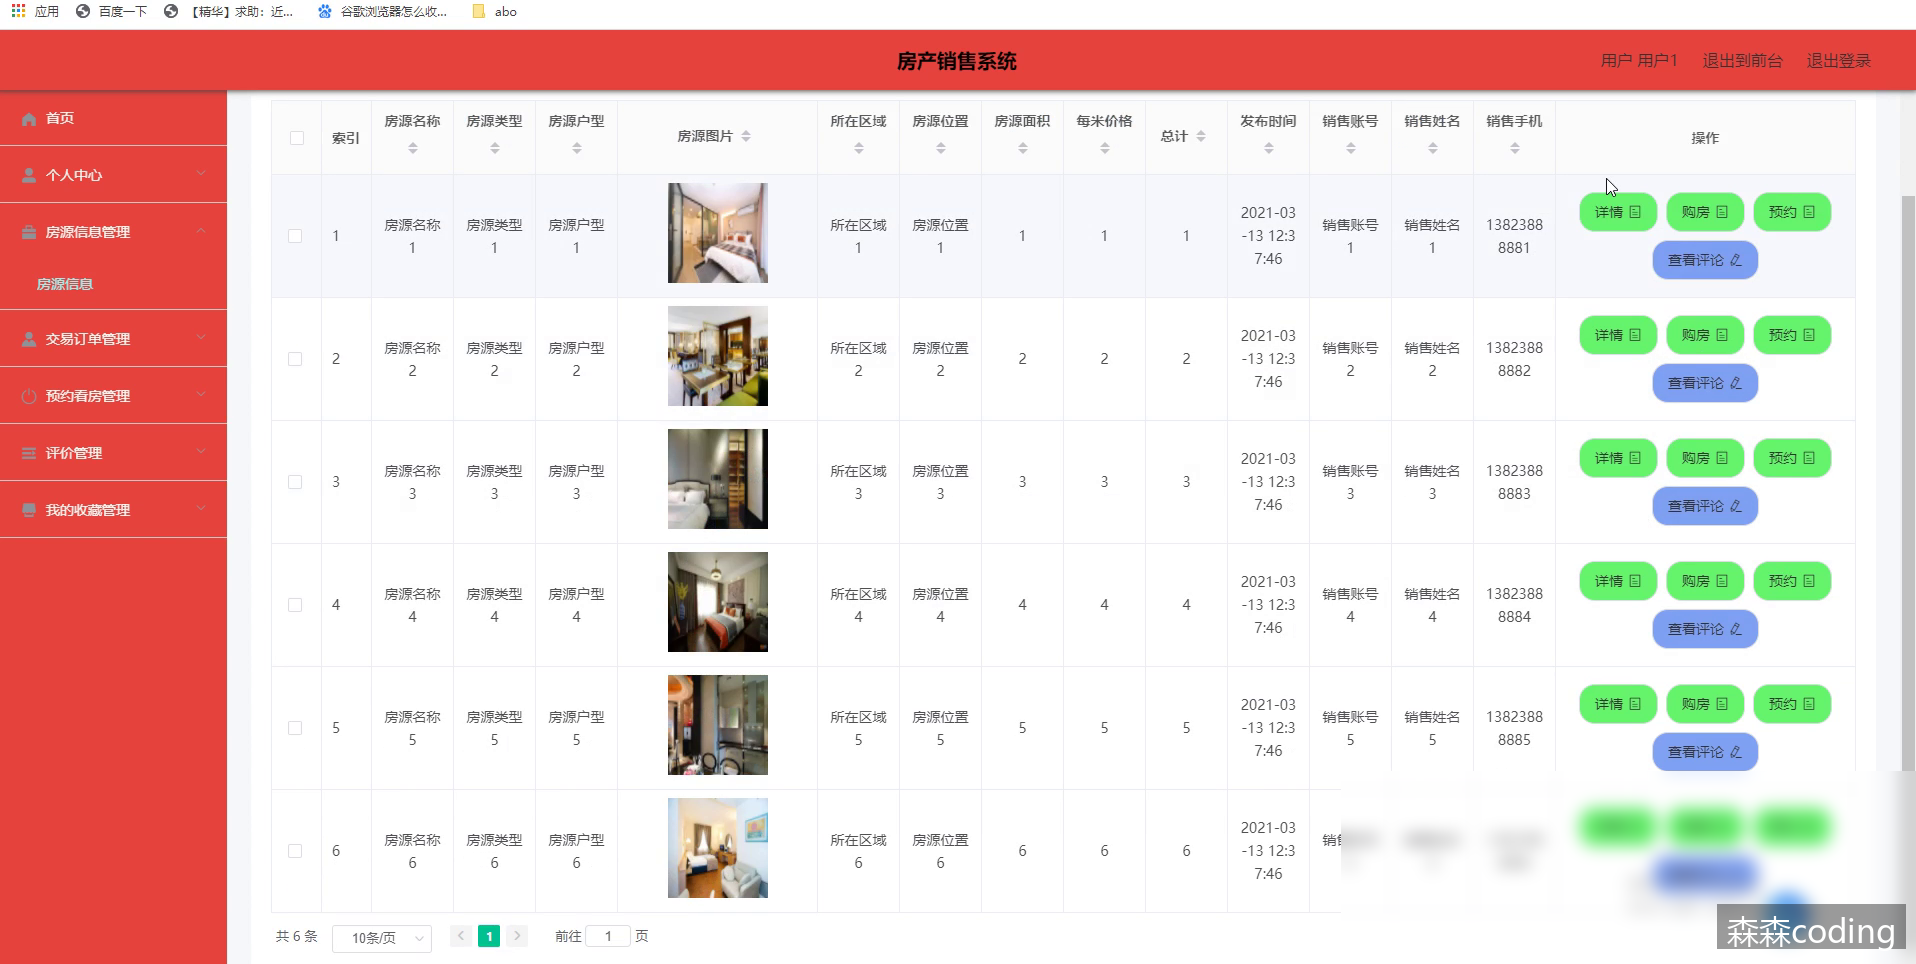 应用 百度一下 【精华】求助：近... 谷歌浏览器怎么收... abo
房产销售系统 用户 用户1 退出到前台 退出登录
首页
个人中心
房源信息管理
房源信息
交易订单管理
预约看房管理
评价管理
我的收藏管理
索引 房源名称 房源类型 房源户型 房源图片 所在区域 房源位置 房源面积 每米价格 总计 发布时间 销售账号 销售姓名 销售手机 操作
2021-03 详情 购房 预约
房源名称 房源类型 房源户型 所在区域 房源位置 销售账号 销售姓名 1382388
1 1 1 1 -13 12:3
1 1 1 1 1 1 1 8881
7:46 查看评论
2021-03 详情 购房 预约
房源名称 房源类型 房源户型 所在区域 房源位置 销售账号 销售姓名 1382388
2 2 2 2 -13 12:3
2 2 2 2 2 2 2 8882
7:46 查看评论
2021-03 详情 购房 预约
房源名称 房源类型 房源户型 所在区域 房源位置 销售账号 销售姓名 1382388
3 3 3 3 -13 12:3
3 3 3 3 3 3 3 8883
7:46 查看评论
2021-03 详情 购房 预约
房源名称 房源类型 房源户型 所在区域 房源位置 销售账号 销售姓名 1382388
4 4 4 4 -13 12:3
4 4 4 4 4 4 4 8884
7:46 查看评论
2021-03 详情 购房 预约
房源名称 房源类型 房源户型 所在区域 房源位置 销售账号 销售姓名 1382388
5 5 5 5 -13 12:3
5 5 5 5 5 5 5 8885
7:46 查看评论
2021-03
房源名称 房源类型 房源户型 所在区域 房源位置 销
6 6 6 6 -13 12:3
6 6 6 6 6
7:46
共 6 条 10条/页 1 前往 1 页
森森coding